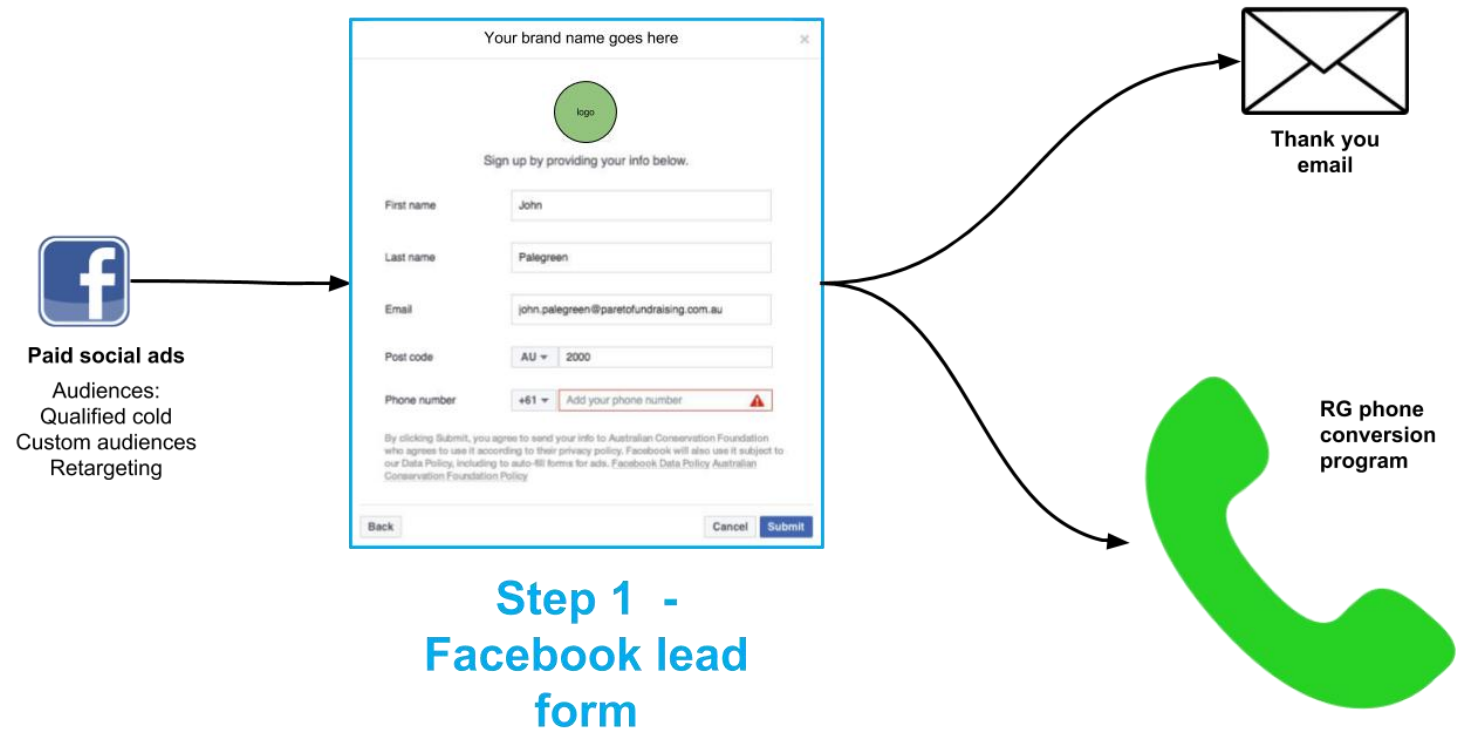 Your brand name goes here
×
logo
Sign up by providing your info below.
First name
John
Last name
Palegreen
Email
john.palegreen@paretofundraising.com.au
Post code
AU
2000
Phone number
+61
Add your phone number
By clicking Submit, you agree to send your info to Australian Conservation Foundation
who agrees to use it according to their privacy policy. Facebook will also use it subject to
our Data Policy, including to auto-fill forms for ads. Facebook Data Policy Australian
Conservation Foundation Policy
Back
Cancel
Submit
f
Paid social ads
Audiences:
Qualified cold
Custom audiences
Retargeting
Step 1 -
Facebook lead
form
Thank you
email
RG phone
conversion
program